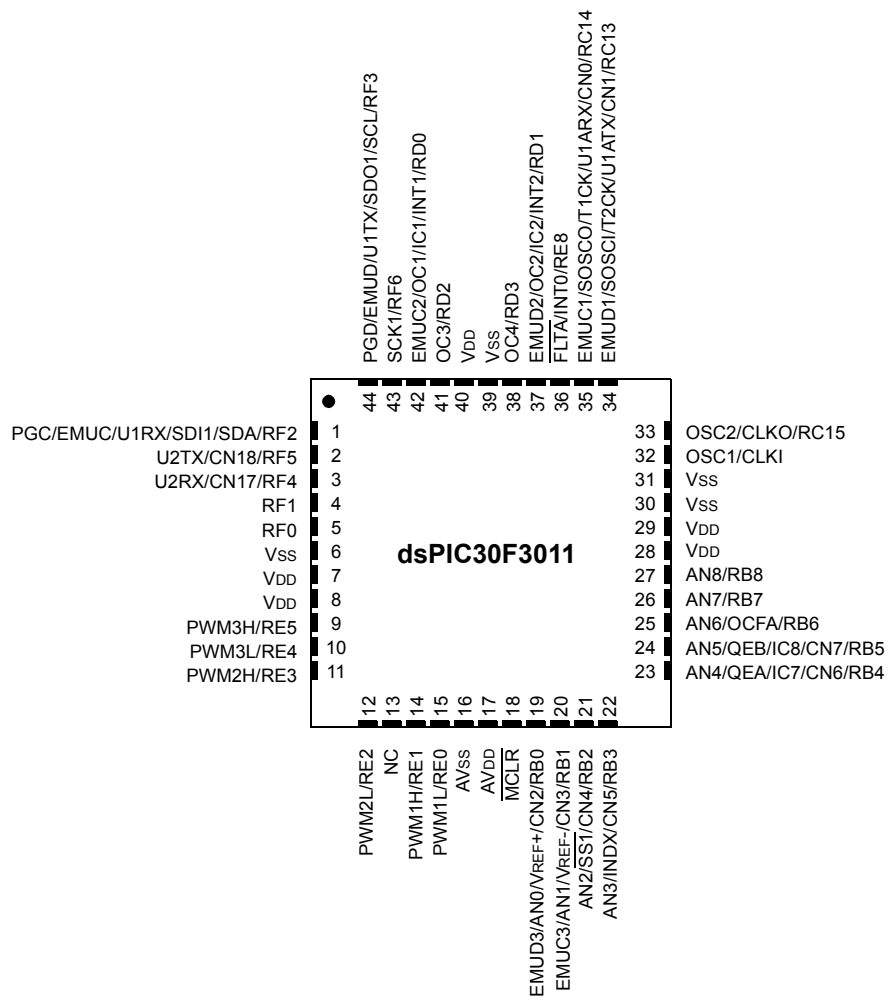 PGD/EMUD/U1TX/SDO1/SCL/RF3
SCK1/RF6
EMUC2/OC1/IC1/INT1/RD0
OC3/RD2
VDD
VSS
OC4/RD3
EMUD2/OC2/IC2/INT2/RD1
FLTA/INT0/RE8
EMUC1/SOSCO/T1CK/U1ARX/CN0/RC14
EMUD1/SOSCI/T2CK/U1ATX/CN1/RC13
44 43 42 41 40 39 38 37 36 35 34
PGC/EMUC/U1RX/SDI1/SDA/RF2 1 33 OSC2/CLKO/RC15
U2TX/CN18/RF5 2 32 OSC1/CLKI
U2RX/CN17/RF4 3 31 VSS
RF1 4 30 VSS
RF0 5 29 VDD
VSS 6 dsPIC30F3011 28 VDD
VDD 7 27 AN8/RB8
VDD 8 26 AN7/RB7
PWM3H/RE5 9 25 AN6/OCFA/RB6
PWM3L/RE4 10 24 AN5/QEB/IC8/CN7/RB5
PWM2H/RE3 11 23 AN4/QEA/IC7/CN6/RB4
12 13 14 15 16 17 18 19 20 21 22
PWM2L/RE2
NC
PWM1H/RE1
PWM1L/RE0
AVSS
AVDD
MCLR
EMUD3/AN0/VREF+/CN2/RB0
EMUC3/AN1/VREF-/CN3/RB1
AN2/SS1/CN4/RB2
AN3/INDX/CN5/RB3